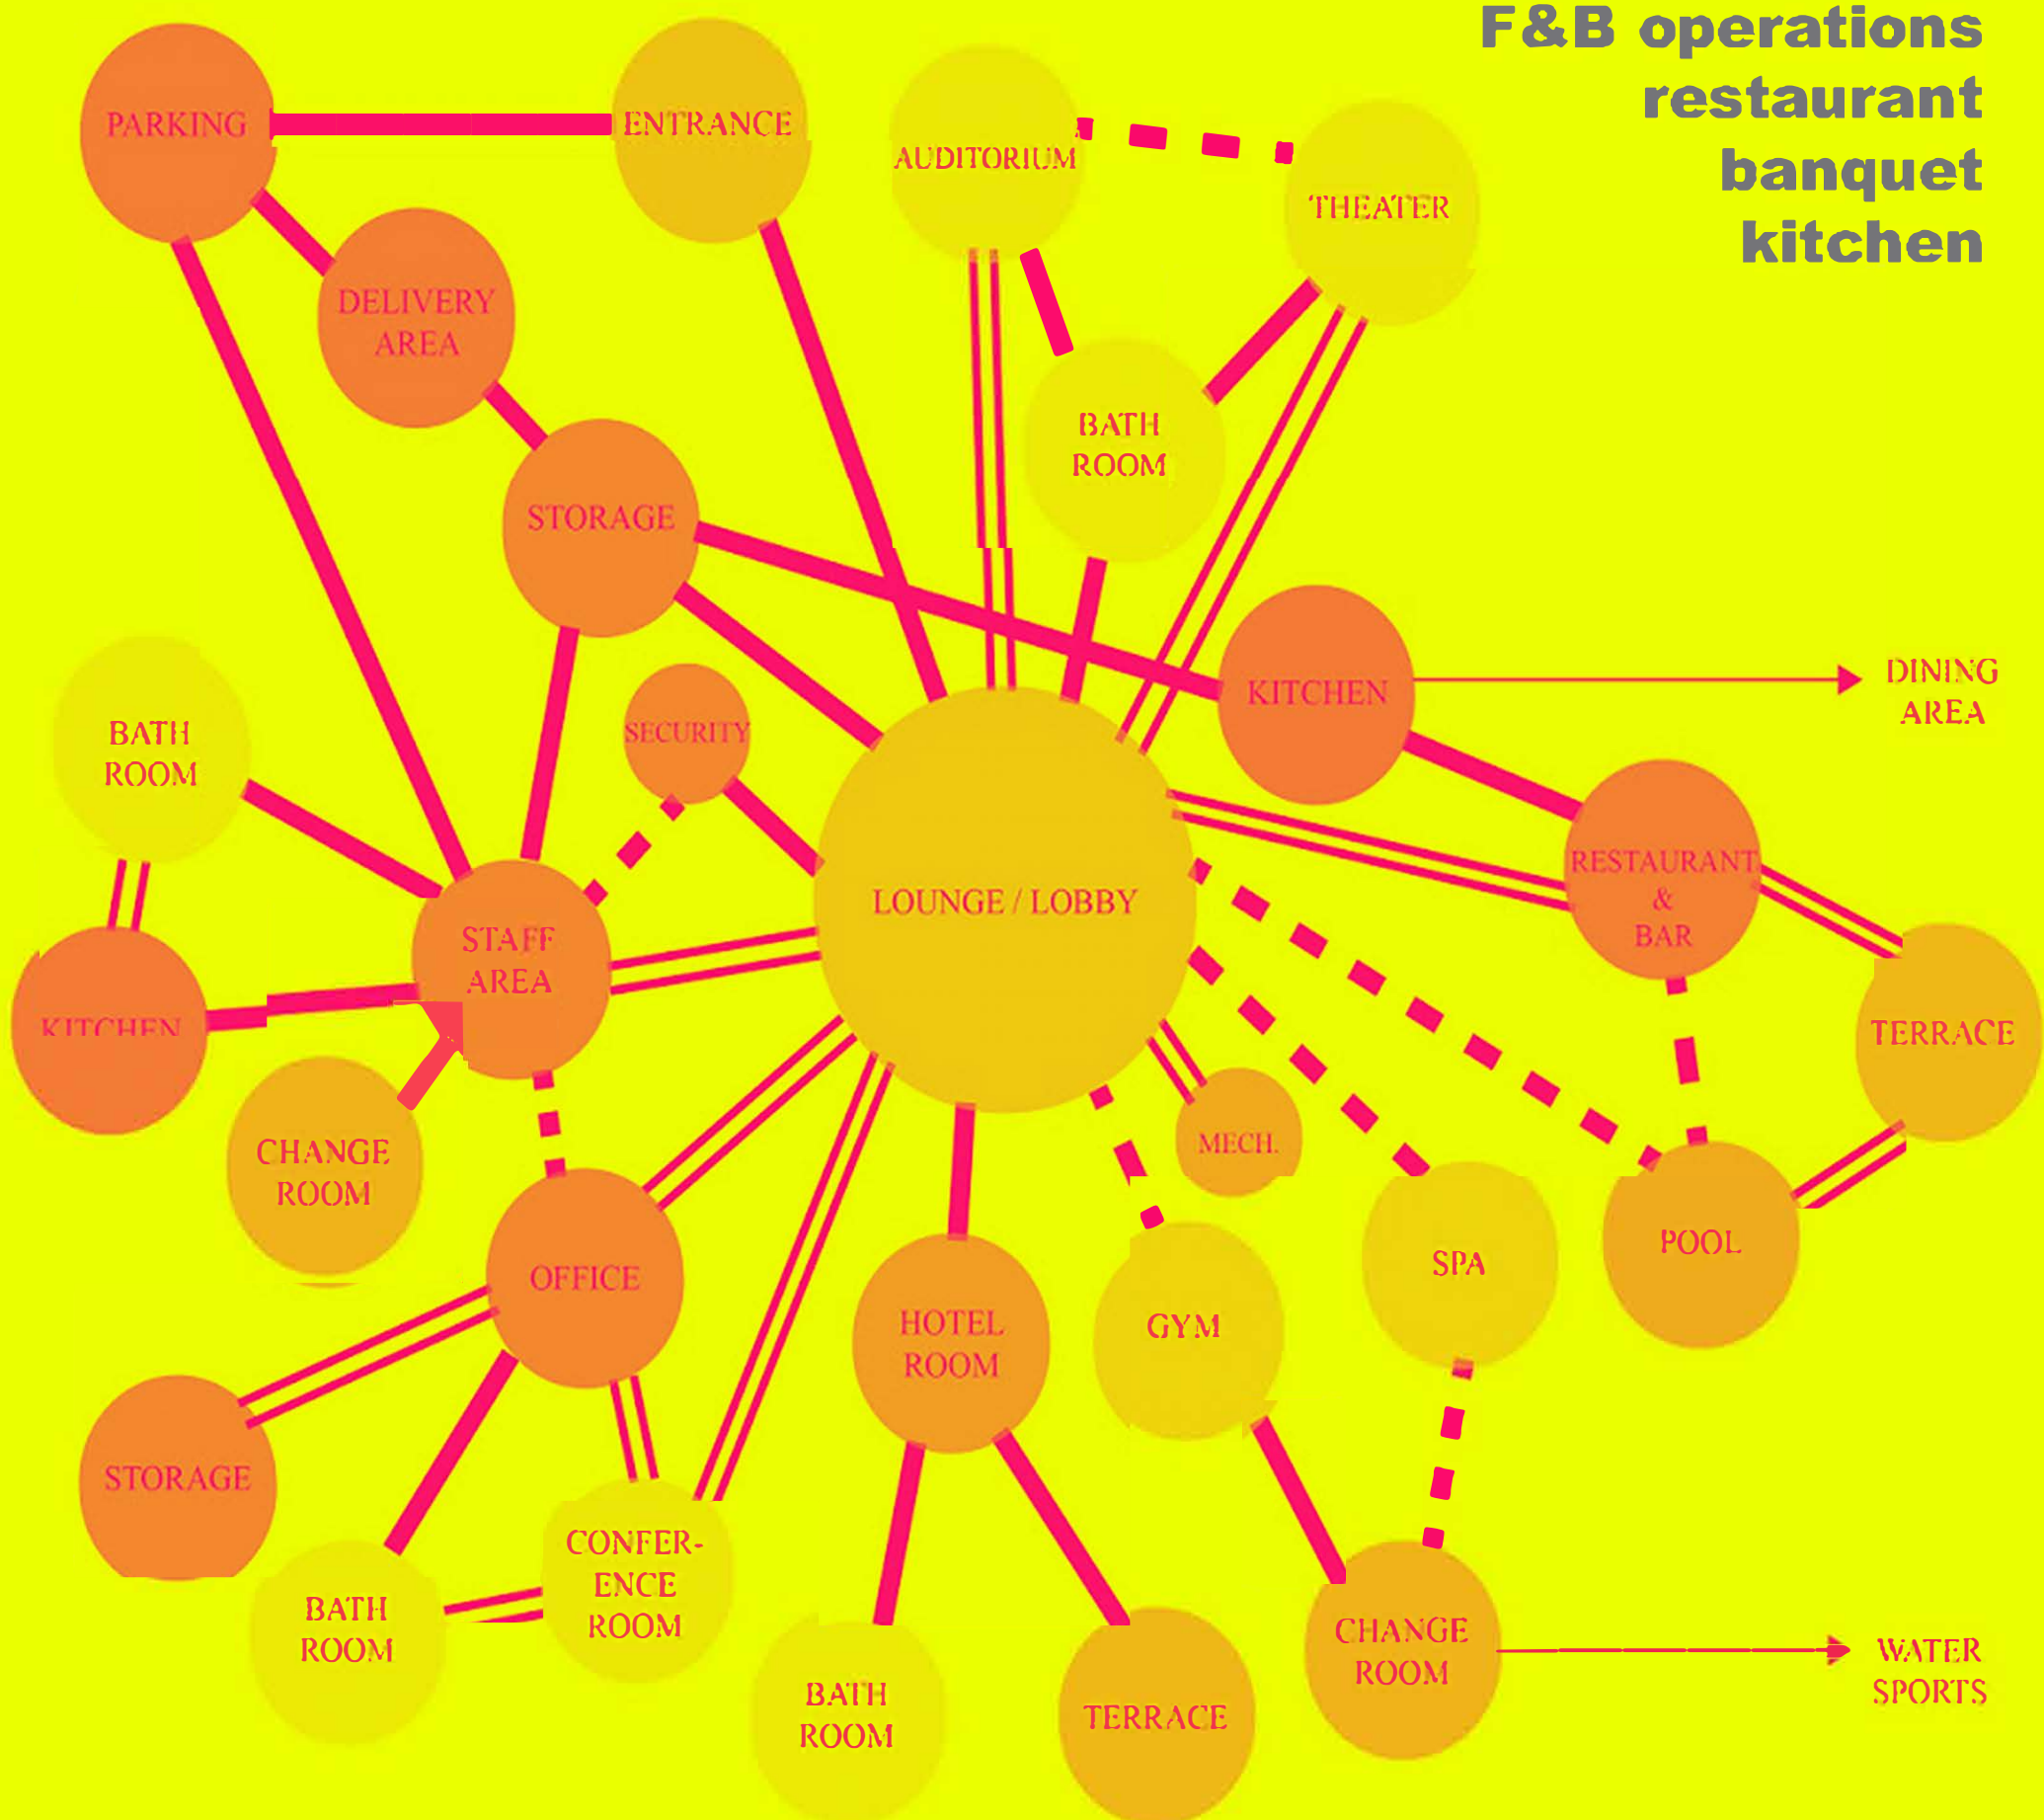 F&B operations
restaurant
banquet
kitchen
PARKING
ENTRANCE
AUDITORIUM
THEATER
DELIVERY
AREA
BATH
ROOM
STORAGE
KITCHEN
DINING
AREA
SECURITY
BATH
ROOM
RESTAURANT
&
BAR
LOUNGE / LOBBY
STAFF
AREA
KITCHEN
TERRACE
MECH.
CHANGE
ROOM
POOL
SPA
OFFICE
HOTEL
ROOM
GYM
STORAGE
CONFER-
ENCE
ROOM
BATH
ROOM
BATH
ROOM
TERRACE
CHANGE
ROOM
WATER
SPORTS